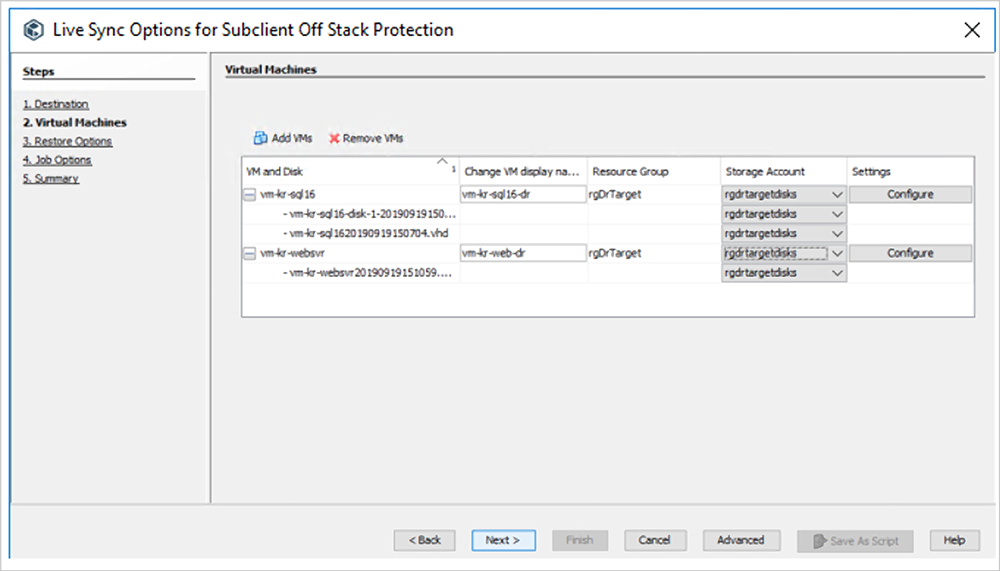 Live Sync Options for Subclient Off Stack Protection
Steps
1. Destination
2. Virtual Machines
3. Restore Options
4. Job Options
5. Summary
Virtual Machines
Add VMs Remove VMs
VM and Disk 1 Change VM display na... Resource Group Storage Account Settings
vm-kr-sql16 vm-kr-sql16-dr rgDrTarget rgdrtargetdisks Configure
- vm-kr-sql16-disk-1-20190919150... rgdrtargetdisks
- vm-kr-sql1620190919150704.vhd rgdrtargetdisks
vm-kr-websvr vm-kr-web-dr rgDrTarget rgdrtargetdisks Configure
- vm-kr-websvr20190919151059.... rgdrtargetdisks
< Back Next > Finish Cancel Advanced Save As Script Help